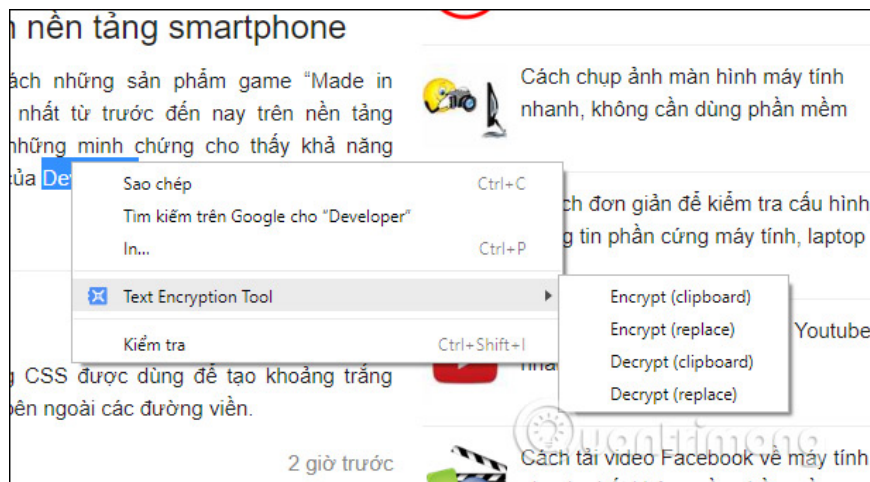 nền tảng smartphone
ách những sản phẩm game “Made in
nhất từ trước đến nay trên nền tảng
những minh chứng cho thấy khả năng
của De
Sao chép Ctrl+C
Tìm kiếm trên Google cho “Developer”
In... Ctrl+P
Text Encryption Tool
Kiểm tra Ctrl+Shift+I
Encrypt (clipboard)
Encrypt (replace)
Decrypt (clipboard)
Decrypt (replace)
CSS được dùng để tạo khoảng trắng
bên ngoài các đường viền.
2 giờ trước
Cách chụp ảnh màn hình máy tính
nhanh, không cần dùng phần mềm
ch đơn giản để kiểm tra cấu hình
g tin phần cứng máy tính, laptop
Youtube
Quantrimang
Cách tải video Facebook về máy tính